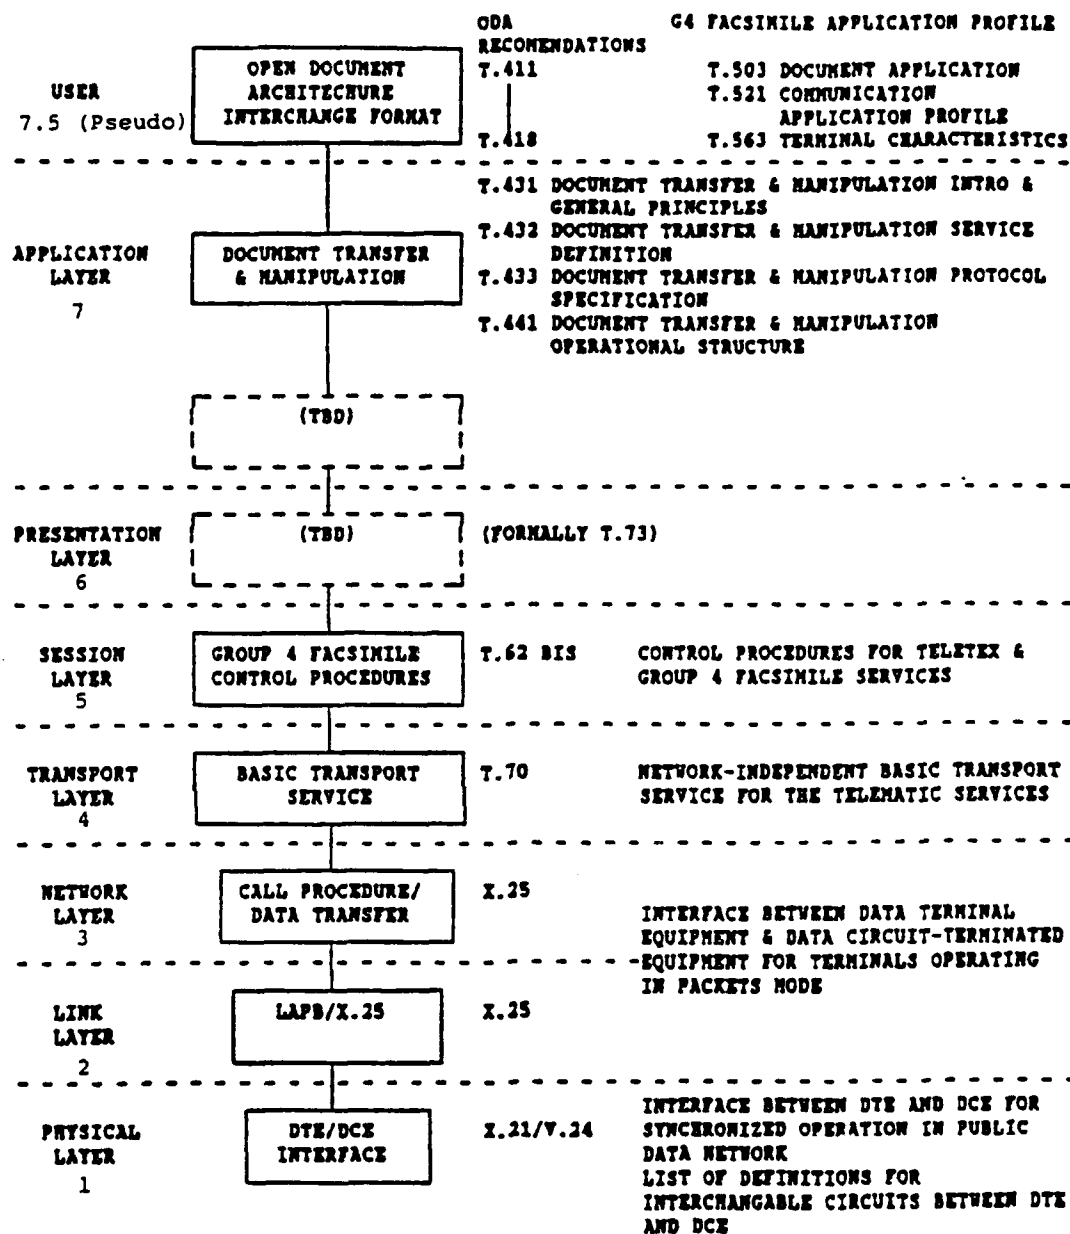 ODA
RECOMENDATIONS
G4 FACSIMILE APPLICATION PROFILE
USER
7.5 (Pseudo)
OPEN DOCUMENT
ARCHITECHURE
INTERCHANGE FORMAT
T.411
T.418
T.503 DOCUMENT APPLICATION
T.521 COMMUNICATION
APPLICATION PROFILE
T.563 TERMINAL CHARACTERISTICS
APPLICATION
LAYER
7
DOCUMENT TRANSFER
& MANIPULATION
T.431 DOCUMENT TRANSFER & MANIPULATION INTRO &
GENERAL PRINCIPLES
T.432 DOCUMENT TRANSFER & MANIPULATION SERVICE
DEFINITION
T.433 DOCUMENT TRANSFER & MANIPULATION PROTOCOL
SPECIFICATION
T.441 DOCUMENT TRANSFER & MANIPULATION
OPERATIONAL STRUCTURE
(TBD)
PRESENTATION
LAYER
6
(TBD)
(FORMALLY T.73)
SESSION
LAYER
5
GROUP 4 FACSIMILE
CONTROL PROCEDURES
T.62 BIS
CONTROL PROCEDURES FOR TELETEX &
GROUP 4 FACSIMILE SERVICES
TRANSPORT
LAYER
4
BASIC TRANSPORT
SERVICE
T.70
NETWORK-INDEPENDENT BASIC TRANSPORT
SERVICE FOR THE TELEMATIC SERVICES
NETWORK
LAYER
3
CALL PROCEDURE/
DATA TRANSFER
X.25
INTERFACE BETWEEN DATA TERMINAL
EQUIPMENT & DATA CIRCUIT-TERMINATED
EQUIPMENT FOR TERMINALS OPERATING
IN PACKETS MODE
LINK
LAYER
2
LAPB/X.25
X.25
PHYSICAL
LAYER
1
DTE/DCE
INTERFACE
X.21/V.24
INTERFACE BETWEEN DTE AND DCE FOR
SYNCHRONIZED OPERATION IN PUBLIC
DATA NETWORK
LIST OF DEFINITIONS FOR
INTERCHANGABLE CIRCUITS BETWEEN DTE
AND DCE